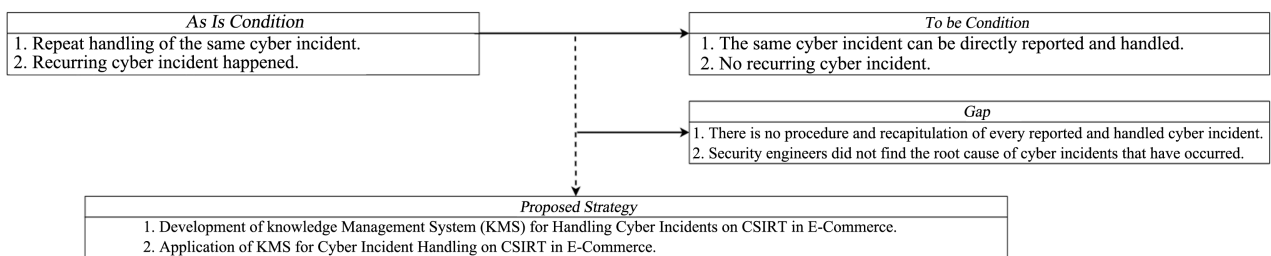 As Is Condition
1. Repeat handling of the same cyber incident.
2. Recurring cyber incident happened.
To be Condition
1. The same cyber incident can be directly reported and handled.
2. No recurring cyber incident.
Gap
1. There is no procedure and recapitulation of every reported and handled cyber incident.
2. Security engineers did not find the root cause of cyber incidents that have occurred.
Proposed Strategy
1. Development of knowledge Management System (KMS) for Handling Cyber Incidents on CSIRT in E-Commerce.
2. Application of KMS for Cyber Incident Handling on CSIRT in E-Commerce.